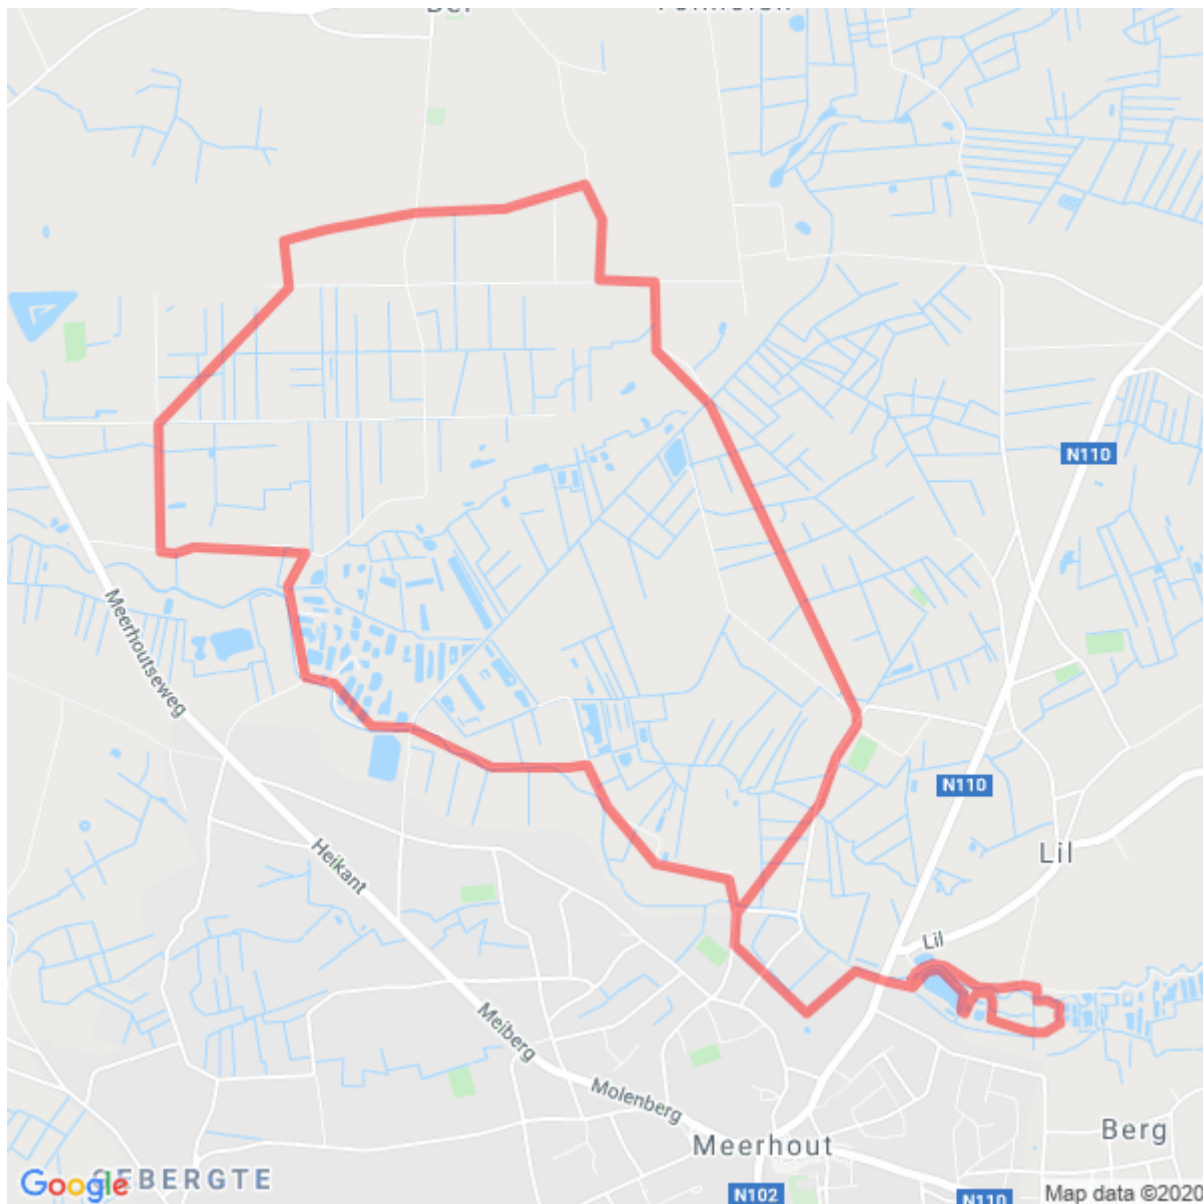 N110
Meerhoutseweg
N110
Heikant
Lil
Lil
Meiberg
Molenberg
Berg
Meerhout
Google
EBERGTE
N102
N110
Map data ©2020